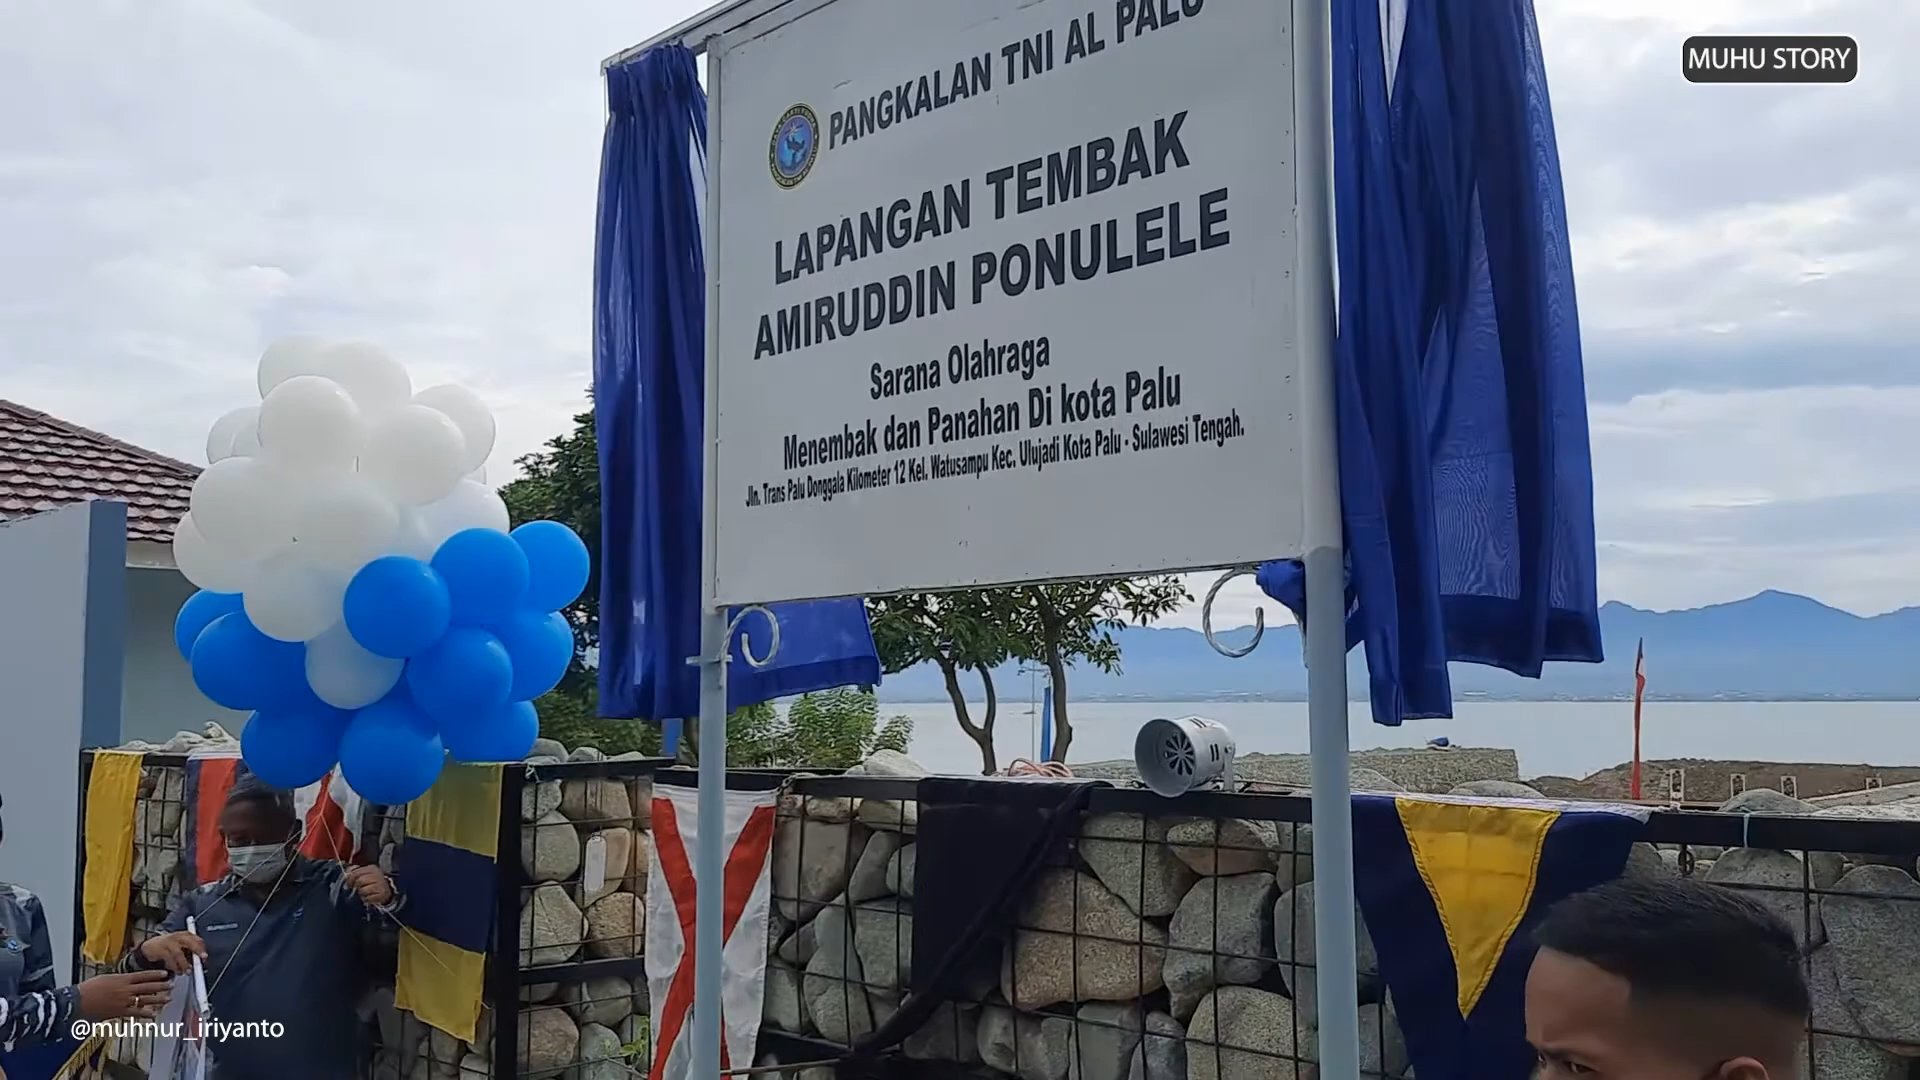 MUHU STORY
PANGKALAN TNI AL PALU
LAPANGAN TEMBAK
AMIRUDDIN PONULELE
Sarana Olahraga
Menembak dan Panahan Di kota Palu
Jln. Trans Palu Donggala Kilometer 12 Kel. Watusampu Kec. Ulujadi Kota Palu - Sulawesi Tengah.
@muhnur_iriyanto